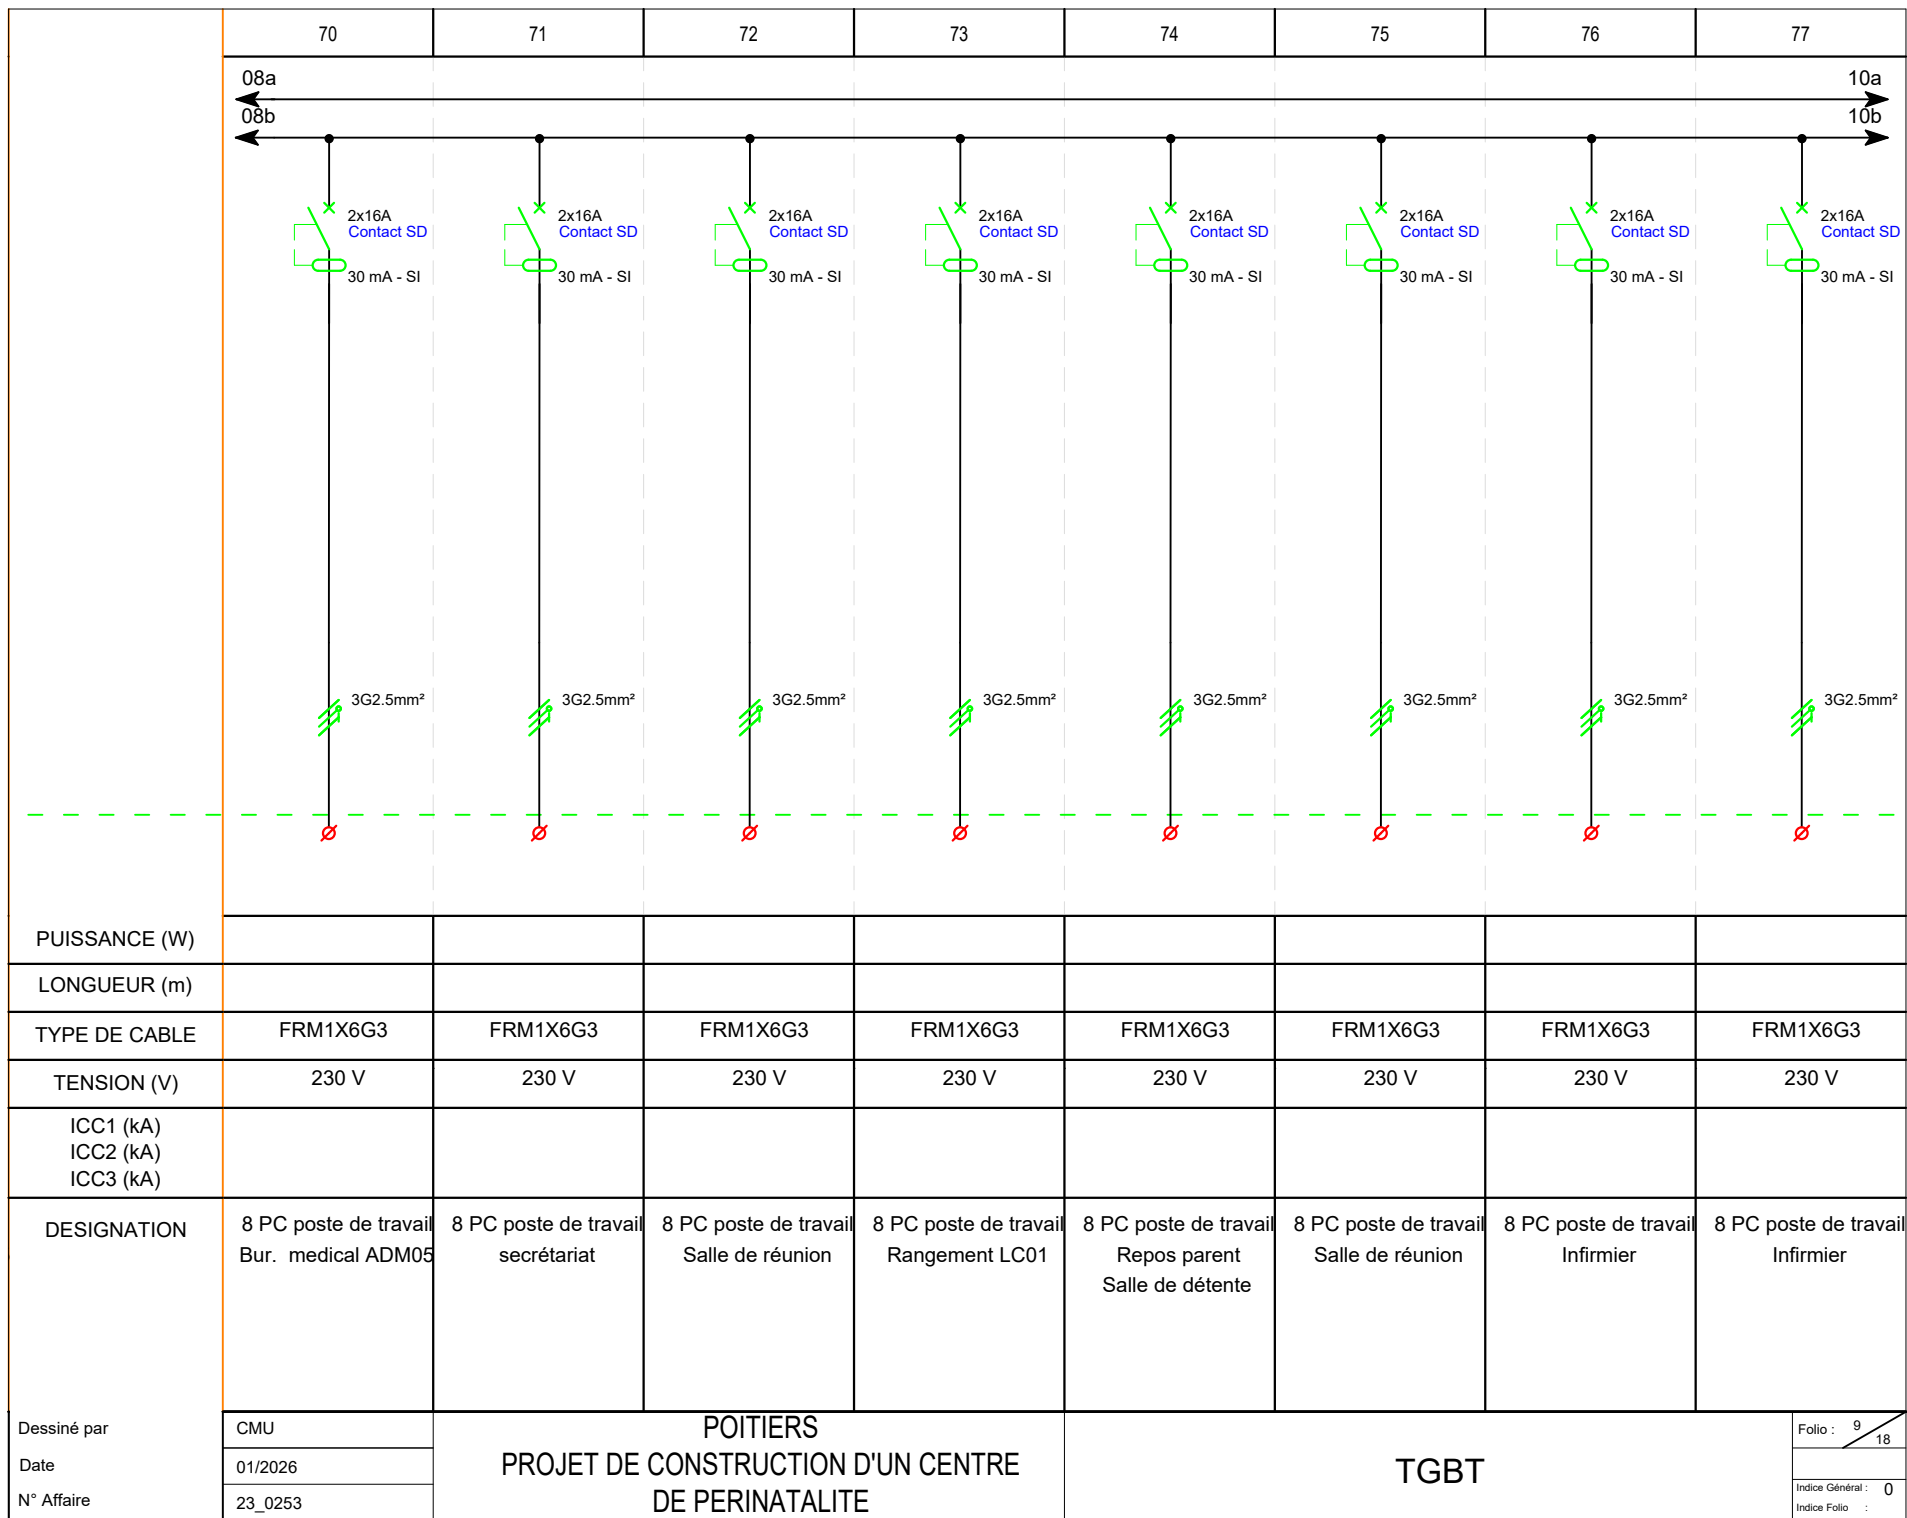 70 71 72 73 74 75 76 77
08a 10a
08b 10b
2x16A 2x16A 2x16A 2x16A 2x16A 2x16A 2x16A 2x16A
Contact SD Contact SD Contact SD Contact SD Contact SD Contact SD Contact SD Contact SD
30 mA - SI 30 mA - SI 30 mA - SI 30 mA - SI 30 mA - SI 30 mA - SI 30 mA - SI 30 mA - SI
3G2.5mm² 3G2.5mm² 3G2.5mm² 3G2.5mm² 3G2.5mm² 3G2.5mm² 3G2.5mm² 3G2.5mm²
PUISSANCE (W)
LONGUEUR (m)
TYPE DE CABLE FRM1X6G3 FRM1X6G3 FRM1X6G3 FRM1X6G3 FRM1X6G3 FRM1X6G3 FRM1X6G3 FRM1X6G3
TENSION (V) 230 V 230 V 230 V 230 V 230 V 230 V 230 V 230 V
ICC1 (kA)
ICC2 (kA)
ICC3 (kA)
DESIGNATION
8 PC poste de travail
Bur. medical ADM05
8 PC poste de travail
secrétariat
8 PC poste de travail
Salle de réunion
8 PC poste de travail
Rangement LC01
8 PC poste de travail
Repos parent
Salle de détente
8 PC poste de travail
Salle de réunion
8 PC poste de travail
Infirmier
8 PC poste de travail
Infirmier
Dessiné par CMU
Date 01/2026
N° Affaire 23_0253
POITIERS
PROJET DE CONSTRUCTION D'UN CENTRE
DE PERINATALITE
TGBT
Folio : 9 18
Indice Général : 0
Indice Folio :